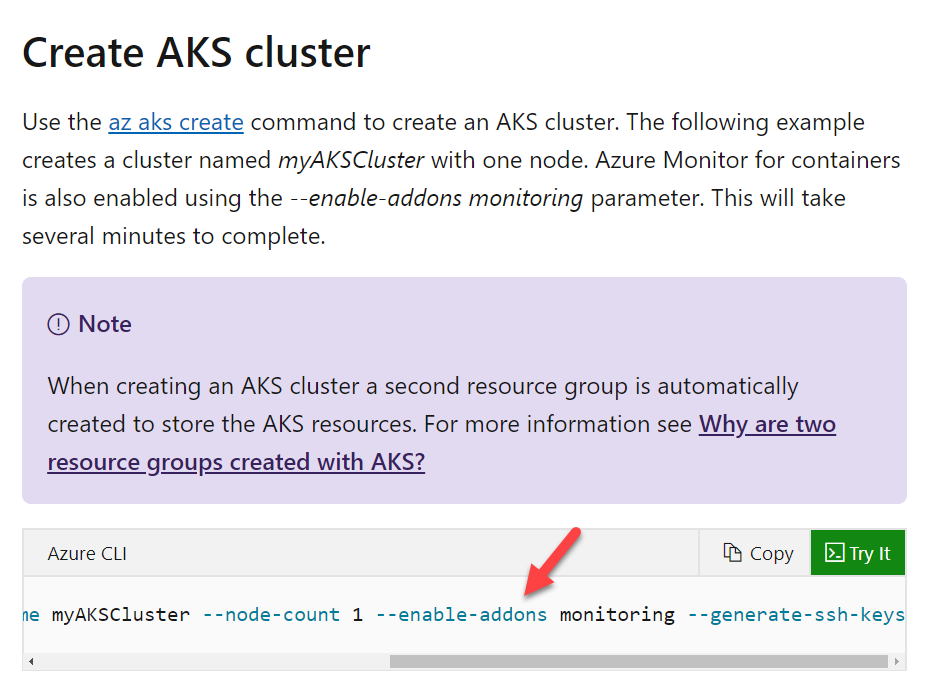 Create AKS cluster
Use the az aks create command to create an AKS cluster. The following example
creates a cluster named myAKSCluster with one node. Azure Monitor for containers
is also enabled using the --enable-addons monitoring parameter. This will take
several minutes to complete.
Note
When creating an AKS cluster a second resource group is automatically
created to store the AKS resources. For more information see Why are two
resource groups created with AKS?
Azure CLI Copy Try It
me myAKSCluster --node-count 1 --enable-addons monitoring --generate-ssh-keys